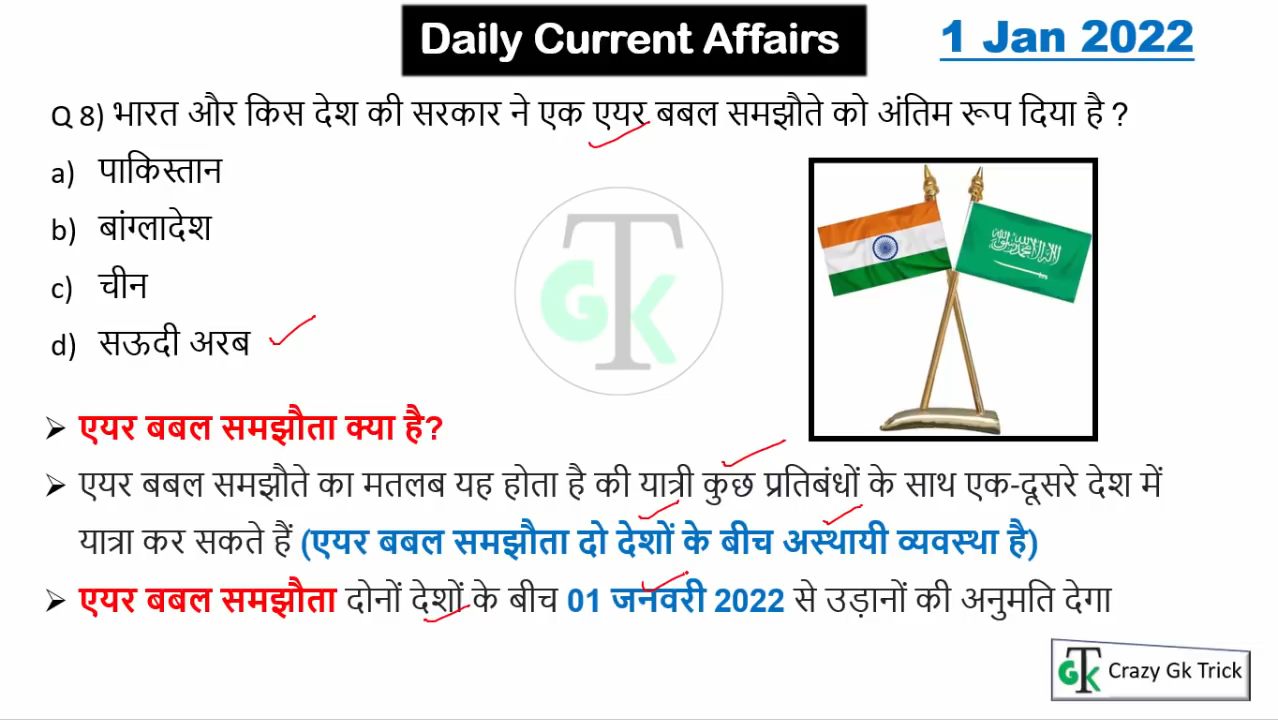 Daily Current Affairs
1 Jan 2022
Q 8) भारत और किस देश की सरकार ने एक एयर बबल समझौते को अंतिम रूप दिया है ?
a) पाकिस्तान
b) बांग्लादेश
c) चीन
d) सऊदी अरब
➢ एयर बबल समझौता क्या है?
➢ एयर बबल समझौते का मतलब यह होता है की यात्री कुछ प्रतिबंधों के साथ एक-दूसरे देश में
यात्रा कर सकते हैं (एयर बबल समझौता दो देशों के बीच अस्थायी व्यवस्था है)
➢ एयर बबल समझौता दोनों देशों के बीच 01 जनवरी 2022 से उड़ानों की अनुमति देगा
GTK
GTK Crazy Gk Trick